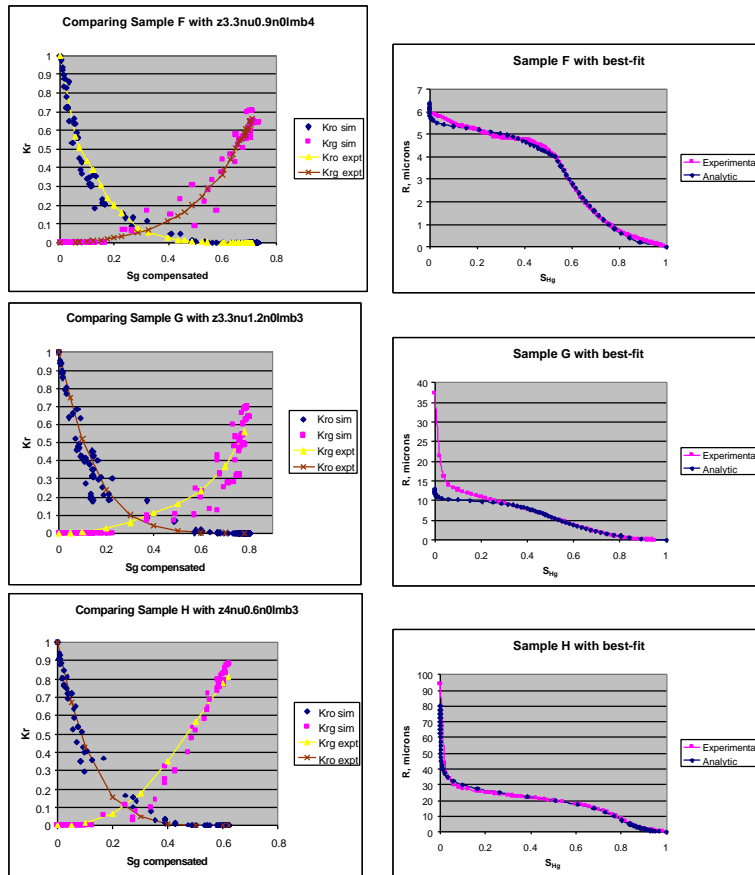 Comparing Sample F with z3.3nu0.9n0lmb4
1
0.9
0.8
0.7
0.6
0.5
0.4
0.3
0.2
0.1
0
Kr
0 0.2 0.4 0.6 0.8
Sg compensated
Kro sim
Krg sim
Kro expt
Krg expt
Sample F with best-fit
7
6
5
4
3
2
1
0
R, microns
0 0.2 0.4 0.6 0.8 1
SHg
Experimenta
Analytic
Comparing Sample G with z3.3nu1.2n0lmb3
1
0.9
0.8
0.7
0.6
0.5
0.4
0.3
0.2
0.1
0
Kr
0 0.2 0.4 0.6 0.8
Sg compensated
Kro sim
Krg sim
Krg expt
Kro expt
Sample G with best-fit
40
35
30
25
20
15
10
5
0
R, microns
0 0.2 0.4 0.6 0.8 1
SHg
Experimenta
Analytic
Comparing Sample H with z4nu0.6n0lmb3
1
0.9
0.8
0.7
0.6
0.5
0.4
0.3
0.2
0.1
0
Kr
0 0.2 0.4 0.6 0.8
Sg compensated
Kro sim
Krg sim
Krg expt
Kro expt
Sample H with best-fit
100
90
80
70
60
50
40
30
20
10
0
R, microns
0 0.2 0.4 0.6 0.8 1
SHg
Experimenta
Analytic